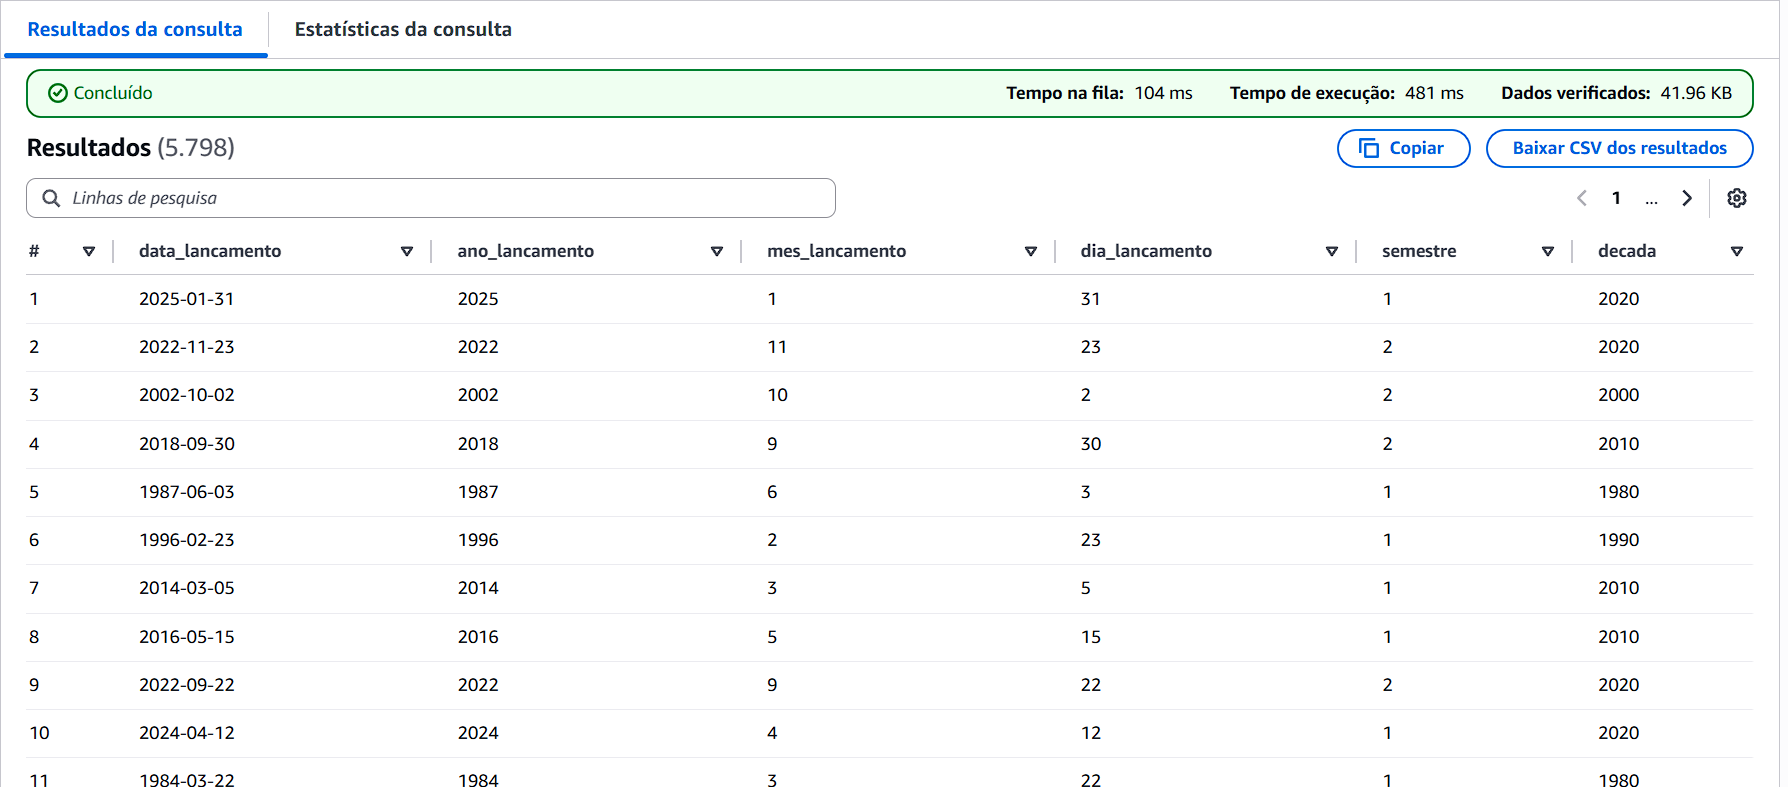 Resultados da consulta Estatísticas da consulta
Concluído Tempo na fila: 104 ms Tempo de execução: 481 ms Dados verificados: 41.96 KB
Resultados (5.798) Copiar Baixar CSV dos resultados
Linhas de pesquisa 1 ...
# data_lancamento ano_lancamento mes_lancamento dia_lancamento semestre decada
1 2025-01-31 2025 1 31 1 2020
2 2022-11-23 2022 11 23 2 2020
3 2002-10-02 2002 10 2 2 2000
4 2018-09-30 2018 9 30 2 2010
5 1987-06-03 1987 6 3 1 1980
6 1996-02-23 1996 2 23 1 1990
7 2014-03-05 2014 3 5 1 2010
8 2016-05-15 2016 5 15 1 2010
9 2022-09-22 2022 9 22 2 2020
10 2024-04-12 2024 4 12 1 2020
11 1984-03-22 1984 3 22 1 1980